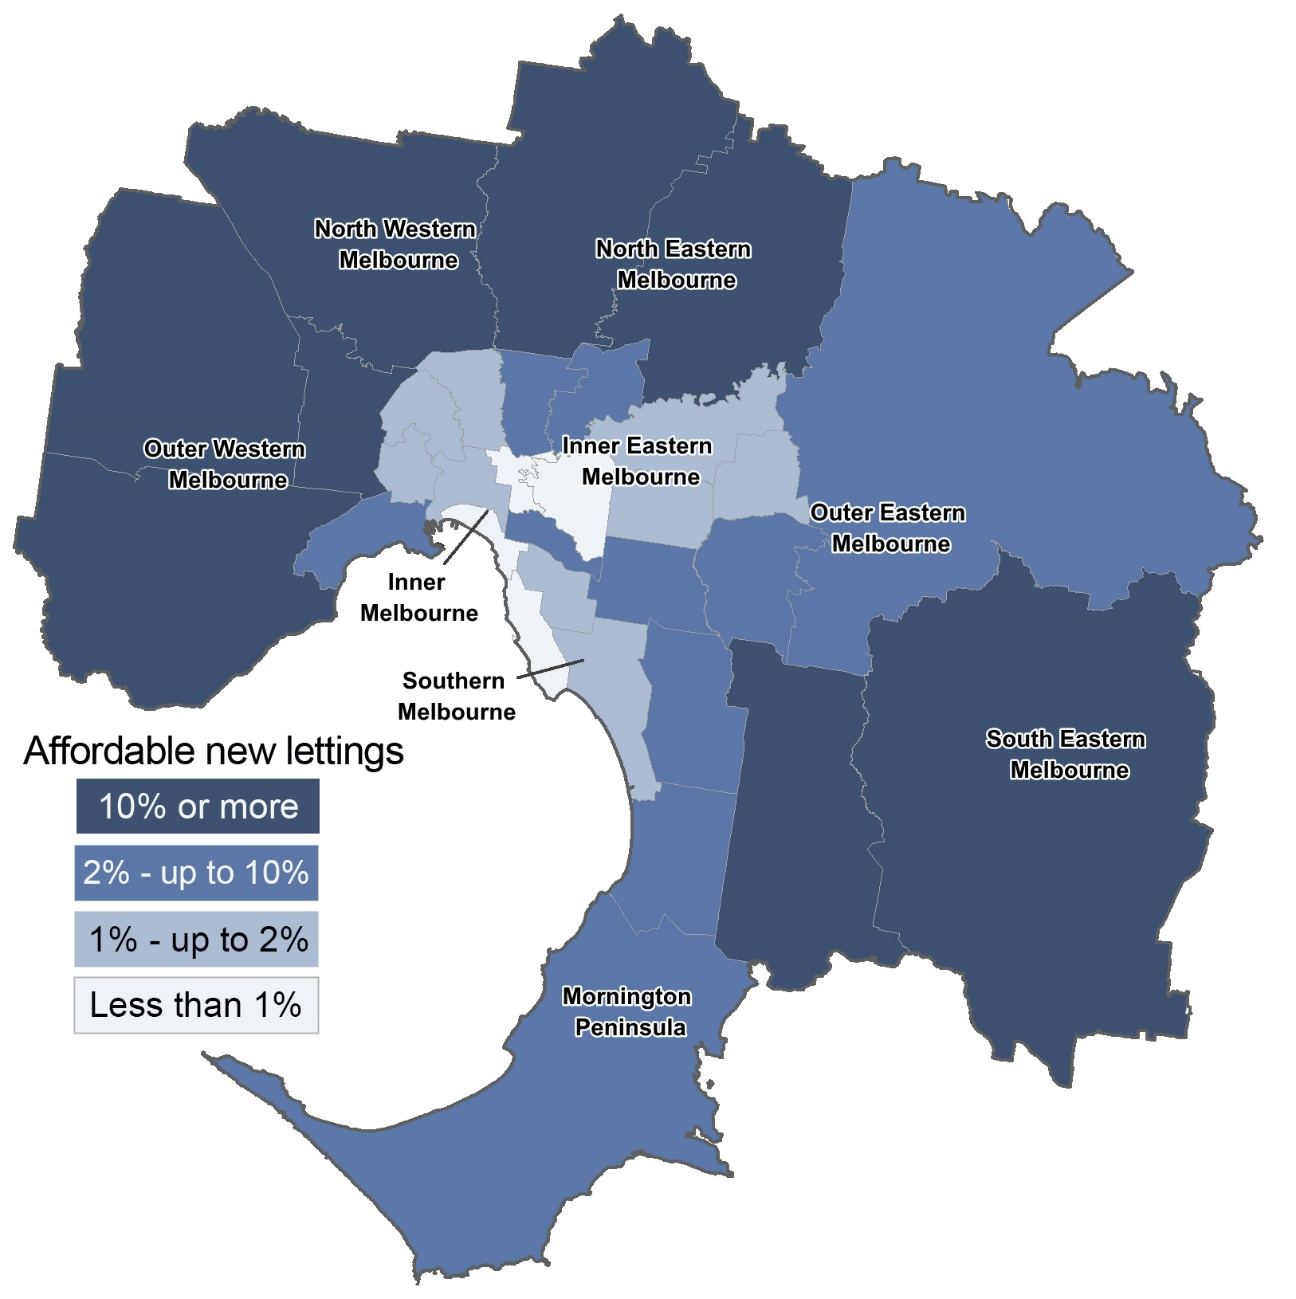 North Western
Melbourne
North Eastern
Melbourne
Outer Western
Melbourne
Inner Eastern
Melbourne
Outer Eastern
Melbourne
Inner
Melbourne
Southern
Melbourne
South Eastern
Melbourne
Affordable new lettings
10% or more
2% - up to 10%
1% - up to 2%
Less than 1%
Mornington
Peninsula